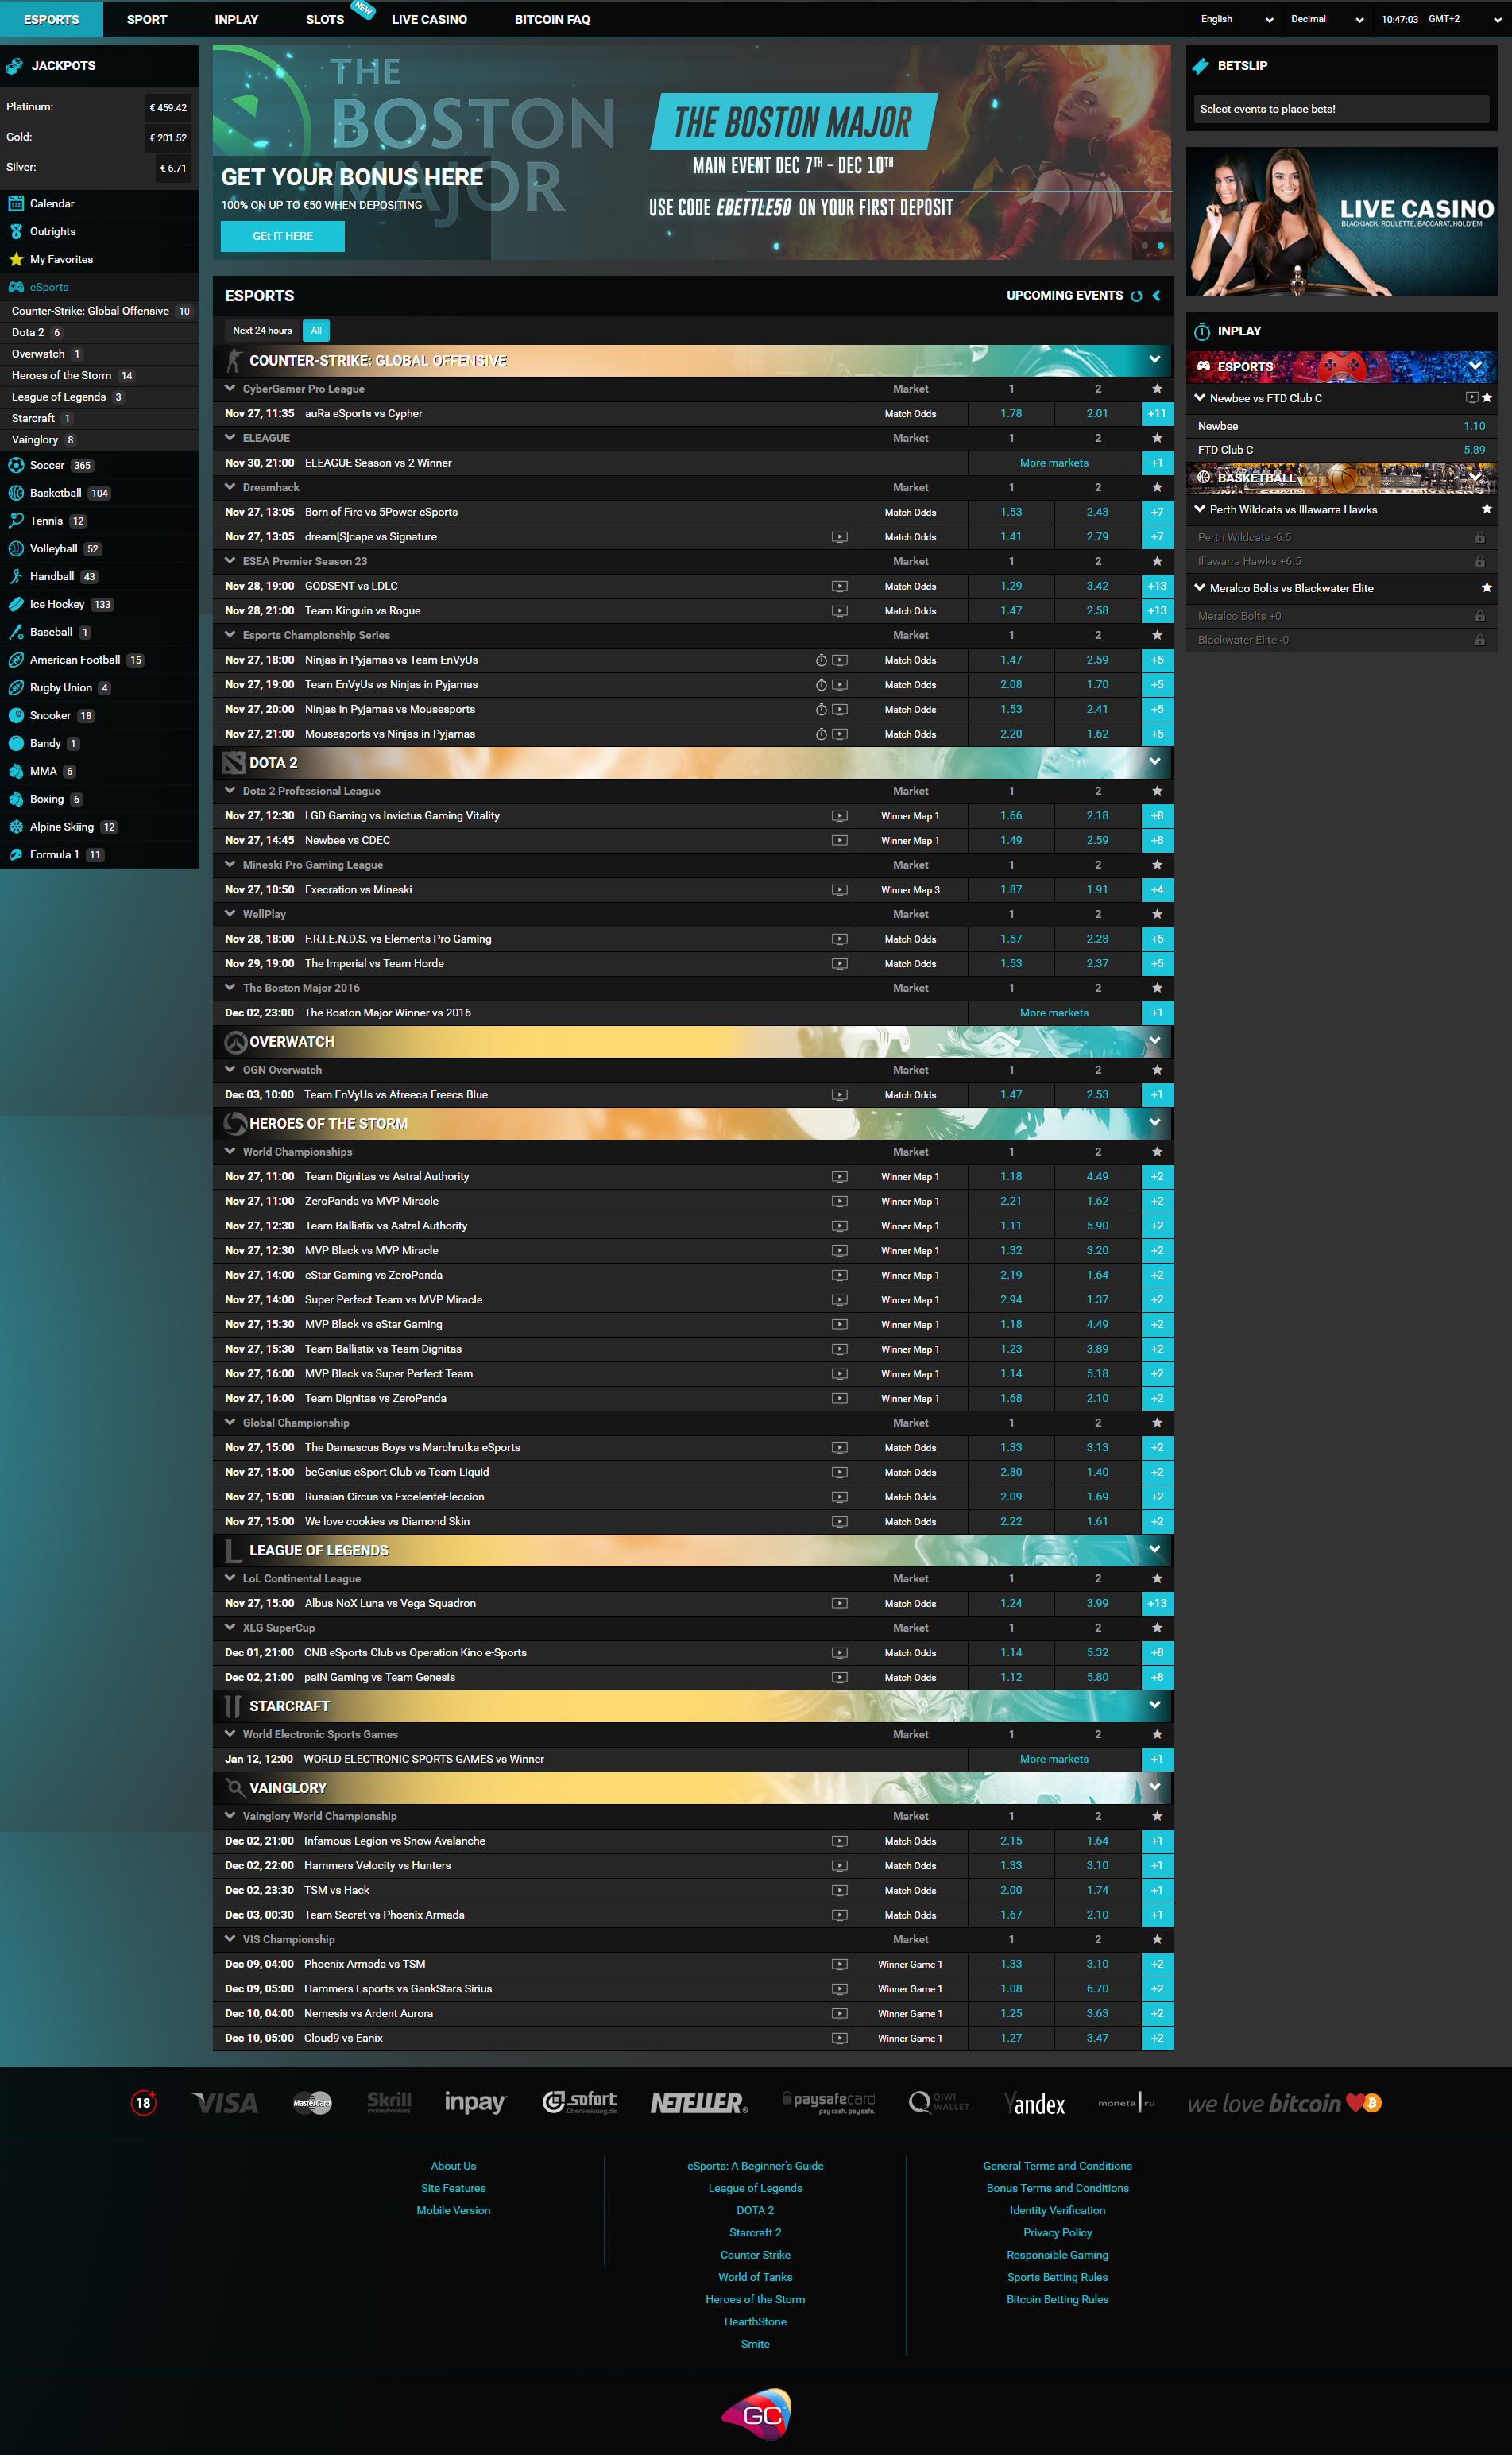 ESPORTS SPORT INPLAY SLOTS NEW LIVE CASINO BITCOIN FAQ English Decimal 10:47:03 GMT+2
JACKPOTS
Platinum: € 459.42
Gold: € 201.52
Silver: € 6.71
Calendar
Outrights
My Favorites
eSports
Counter-Strike: Global Offensive 10
Dota 2 6
Overwatch 1
Heroes of the Storm 14
League of Legends 3
Starcraft 1
Vainglory 8
Soccer 365
Basketball 104
Tennis 12
Volleyball 52
Handball 43
Ice Hockey 133
Baseball 1
American Football 15
Rugby Union 4
Snooker 18
Bandy 1
MMA 6
Boxing 6
Alpine Skiing 12
Formula 1 11
THE
BOSTON
MAJOR
THE BOSTON MAJOR
MAIN EVENT DEC 7TH - DEC 10TH
USE CODE EBETTLE50 ON YOUR FIRST DEPOSIT
GET YOUR BONUS HERE
100% ON UP TO €50 WHEN DEPOSITING
GEt IT HERE
ESPORTS UPCOMING EVENTS
Next 24 hours All
COUNTER-STRIKE: GLOBAL OFFENSIVE
CyberGamer Pro League Market 1 2
Nov 27, 11:35 auRa eSports vs Cypher Match Odds 1.78 2.01 +11
ELEAGUE Market 1 2
Nov 30, 21:00 ELEAGUE Season vs 2 Winner More markets +1
Dreamhack Market 1 2
Nov 27, 13:05 Born of Fire vs 5Power eSports Match Odds 1.53 2.43 +7
Nov 27, 13:05 dream[S]cape vs Signature Match Odds 1.41 2.79 +7
ESEA Premier Season 23 Market 1 2
Nov 28, 19:00 GODSENT vs LDLC Match Odds 1.29 3.42 +13
Nov 28, 21:00 Team Kinguin vs Rogue Match Odds 1.47 2.58 +13
Esports Championship Series Market 1 2
Nov 27, 18:00 Ninjas in Pyjamas vs Team EnVyUs Match Odds 1.47 2.59 +5
Nov 27, 19:00 Team EnVyUs vs Ninjas in Pyjamas Match Odds 2.08 1.70 +5
Nov 27, 20:00 Ninjas in Pyjamas vs Mousesports Match Odds 1.53 2.41 +5
Nov 27, 21:00 Mousesports vs Ninjas in Pyjamas Match Odds 2.20 1.62 +5
DOTA 2
Dota 2 Professional League Market 1 2
Nov 27, 12:30 LGD Gaming vs Invictus Gaming Vitality Winner Map 1 1.66 2.18 +8
Nov 27, 14:45 Newbee vs CDEC Winner Map 1 1.49 2.59 +8
Mineski Pro Gaming League Market 1 2
Nov 27, 10:50 Execration vs Mineski Winner Map 3 1.87 1.91 +4
WellPlay Market 1 2
Nov 28, 18:00 F.R.I.E.N.D.S. vs Elements Pro Gaming Match Odds 1.57 2.28 +5
Nov 29, 19:00 The Imperial vs Team Horde Match Odds 1.53 2.37 +5
The Boston Major 2016 Market 1 2
Dec 02, 23:00 The Boston Major Winner vs 2016 More markets +1
OVERWATCH
OGN Overwatch Market 1 2
Dec 03, 10:00 Team EnVyUs vs Afreeca Freecs Blue Match Odds 1.47 2.53 +1
HEROES OF THE STORM
World Championships Market 1 2
Nov 27, 11:00 Team Dignitas vs Astral Authority Winner Map 1 1.18 4.49 +2
Nov 27, 11:00 ZeroPanda vs MVP Miracle Winner Map 1 2.21 1.62 +2
Nov 27, 12:30 Team Ballistix vs Astral Authority Winner Map 1 1.11 5.90 +2
Nov 27, 12:30 MVP Black vs MVP Miracle Winner Map 1 1.32 3.20 +2
Nov 27, 14:00 eStar Gaming vs ZeroPanda Winner Map 1 2.19 1.64 +2
Nov 27, 14:00 Super Perfect Team vs MVP Miracle Winner Map 1 2.94 1.37 +2
Nov 27, 15:30 MVP Black vs eStar Gaming Winner Map 1 1.18 4.49 +2
Nov 27, 15:30 Team Ballistix vs Team Dignitas Winner Map 1 1.23 3.89 +2
Nov 27, 16:00 MVP Black vs Super Perfect Team Winner Map 1 1.14 5.18 +2
Nov 27, 16:00 Team Dignitas vs ZeroPanda Winner Map 1 1.68 2.10 +2
Global Championship Market 1 2
Nov 27, 15:00 The Damascus Boys vs Marchrutka eSports Match Odds 1.33 3.13 +2
Nov 27, 15:00 beGenius eSport Club vs Team Liquid Match Odds 2.80 1.40 +2
Nov 27, 15:00 Russian Circus vs ExcelenteEleccion Match Odds 2.09 1.69 +2
Nov 27, 15:00 We love cookies vs Diamond Skin Match Odds 2.22 1.61 +2
LEAGUE OF LEGENDS
LoL Continental League Market 1 2
Nov 27, 15:00 Albus NoX Luna vs Vega Squadron Match Odds 1.24 3.99 +13
XLG SuperCup Market 1 2
Dec 01, 21:00 CNB eSports Club vs Operation Kino e-Sports Match Odds 1.14 5.32 +8
Dec 02, 21:00 paiN Gaming vs Team Genesis Match Odds 1.12 5.80 +8
STARCRAFT
World Electronic Sports Games Market 1 2
Jan 12, 12:00 WORLD ELECTRONIC SPORTS GAMES vs Winner More markets +1
VAINGLORY
Vainglory World Championship Market 1 2
Dec 02, 21:00 Infamous Legion vs Snow Avalanche Match Odds 2.15 1.64 +1
Dec 02, 22:00 Hammers Velocity vs Hunters Match Odds 1.33 3.10 +1
Dec 02, 23:30 TSM vs Hack Match Odds 2.00 1.74 +1
Dec 03, 00:30 Team Secret vs Phoenix Armada Match Odds 1.67 2.10 +1
VIS Championship Market 1 2
Dec 09, 04:00 Phoenix Armada vs TSM Winner Game 1 1.33 3.10 +2
Dec 09, 05:00 Hammers Esports vs GankStars Sirius Winner Game 1 1.08 6.70 +2
Dec 10, 04:00 Nemesis vs Ardent Aurora Winner Game 1 1.25 3.63 +2
Dec 10, 05:00 Cloud9 vs Eanix Winner Game 1 1.27 3.47 +2
BETSLIP
Select events to place bets!
LIVE CASINO
BLACKJACK, ROULETTE, BACCARAT, HOLD'EM
INPLAY
ESPORTS
Newbee vs FTD Club C
Newbee 1.10
FTD Club C 5.89
BASKETBALL
Perth Wildcats vs Illawarra Hawks
Perth Wildcats -6.5
Illawarra Hawks +6.5
Meralco Bolts vs Blackwater Elite
Meralco Bolts +0
Blackwater Elite -0
18+ VISA MasterCard Skrill moneybookers inpay sofort überweisung.de NETELLER paysafecard pay cash. pay safe. QIWI WALLET Yandex moneta.ru we love bitcoin
About Us
Site Features
Mobile Version
eSports: A Beginner's Guide
League of Legends
DOTA 2
Starcraft 2
Counter Strike
World of Tanks
Heroes of the Storm
HearthStone
Smite
General Terms and Conditions
Bonus Terms and Conditions
Identity Verification
Privacy Policy
Responsible Gaming
Sports Betting Rules
Bitcoin Betting Rules
GC